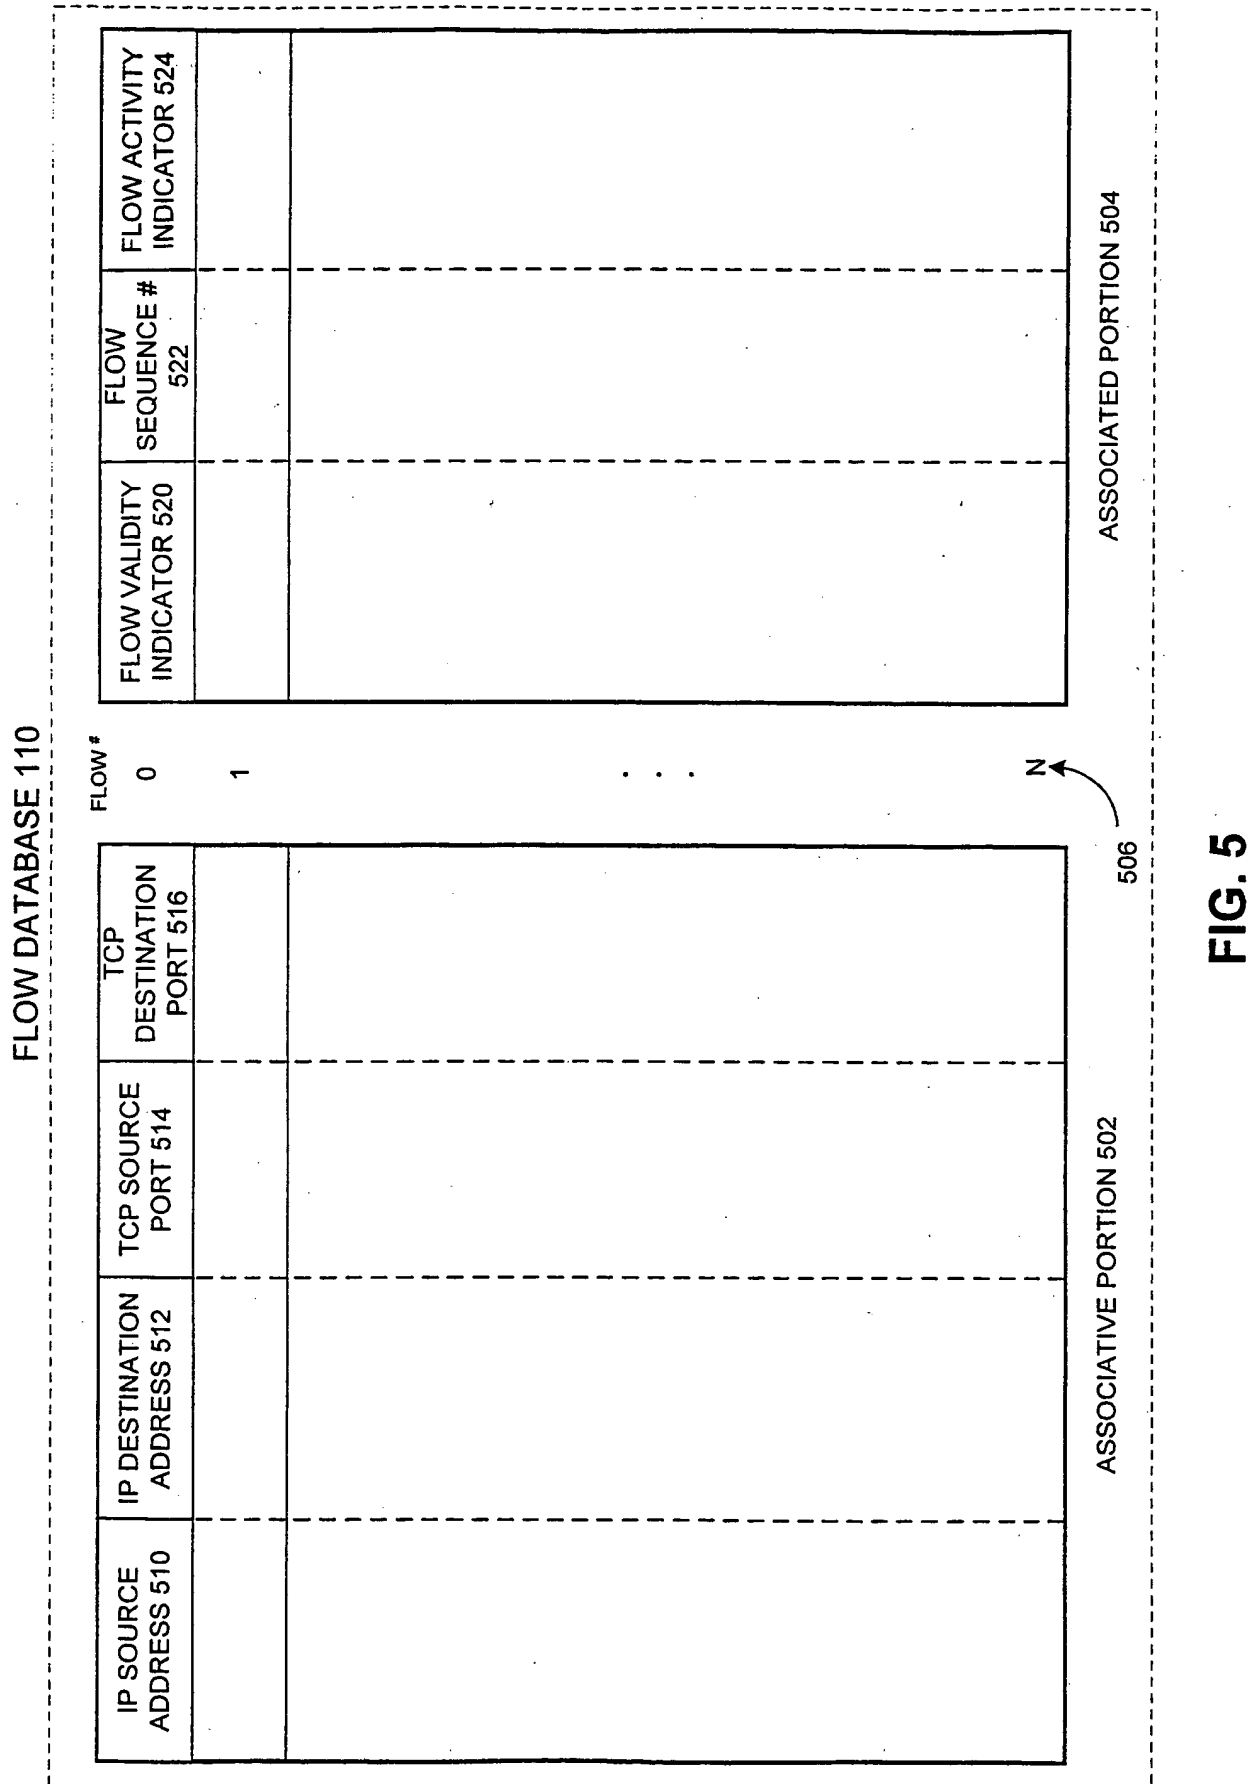 FLOW DATABASE 110
IP SOURCE
ADDRESS 510
IP DESTINATION
ADDRESS 512
TCP SOURCE
PORT 514
TCP
DESTINATION
PORT 516
FLOW #
0
1
. . .
N
506
FLOW VALIDITY
INDICATOR 520
FLOW
SEQUENCE #
522
FLOW ACTIVITY
INDICATOR 524
ASSOCIATIVE PORTION 502
ASSOCIATED PORTION 504
FIG. 5